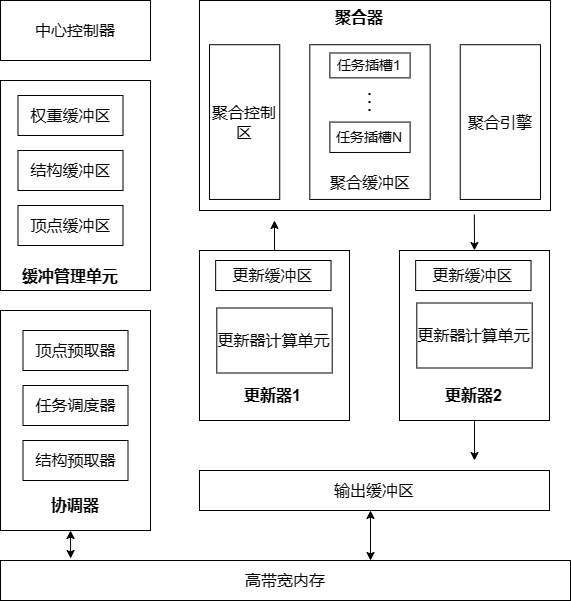 中心控制器
权重缓冲区
结构缓冲区
顶点缓冲区
缓冲管理单元
顶点预取器
任务调度器
结构预取器
协调器
聚合器
聚合控制
区
任务插槽1
任务插槽N
聚合缓冲区
聚合引擎
更新缓冲区
更新器计算单元
更新器1
更新缓冲区
更新器计算单元
更新器2
输出缓冲区
高带宽内存